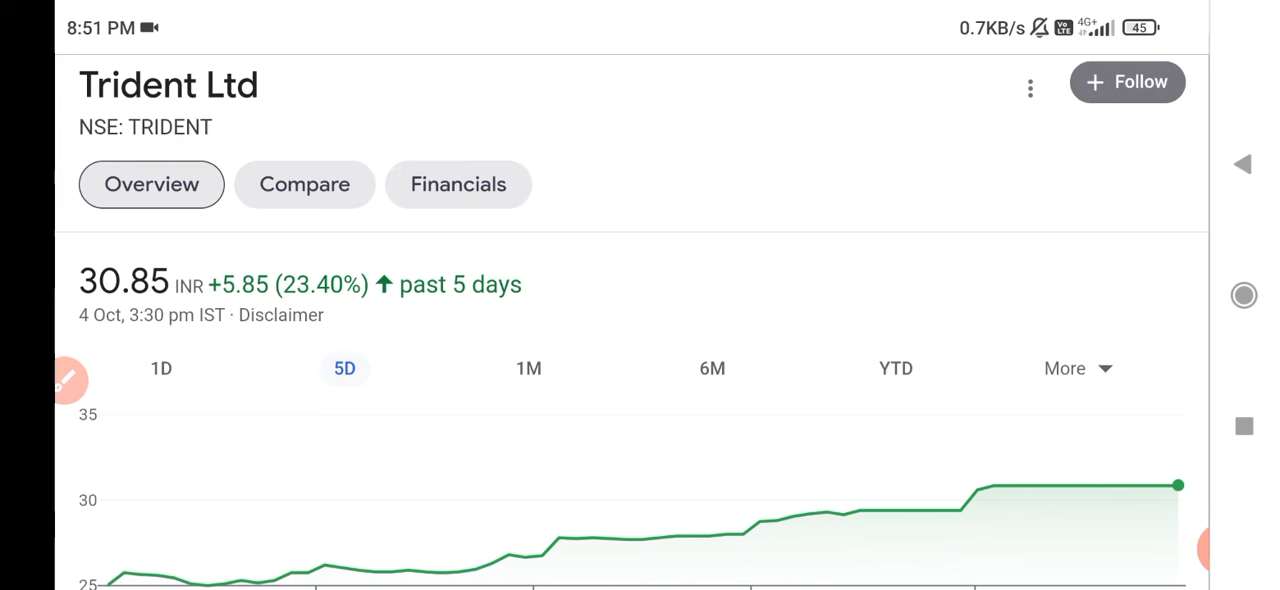 8:51 PM
0.7KB/s Vo LTE 4G+ 45
Trident Ltd
+ Follow
NSE: TRIDENT
Overview Compare Financials
30.85 INR +5.85 (23.40%) ↑ past 5 days
4 Oct, 3:30 pm IST · Disclaimer
1D 5D 1M 6M YTD More
35
30
25